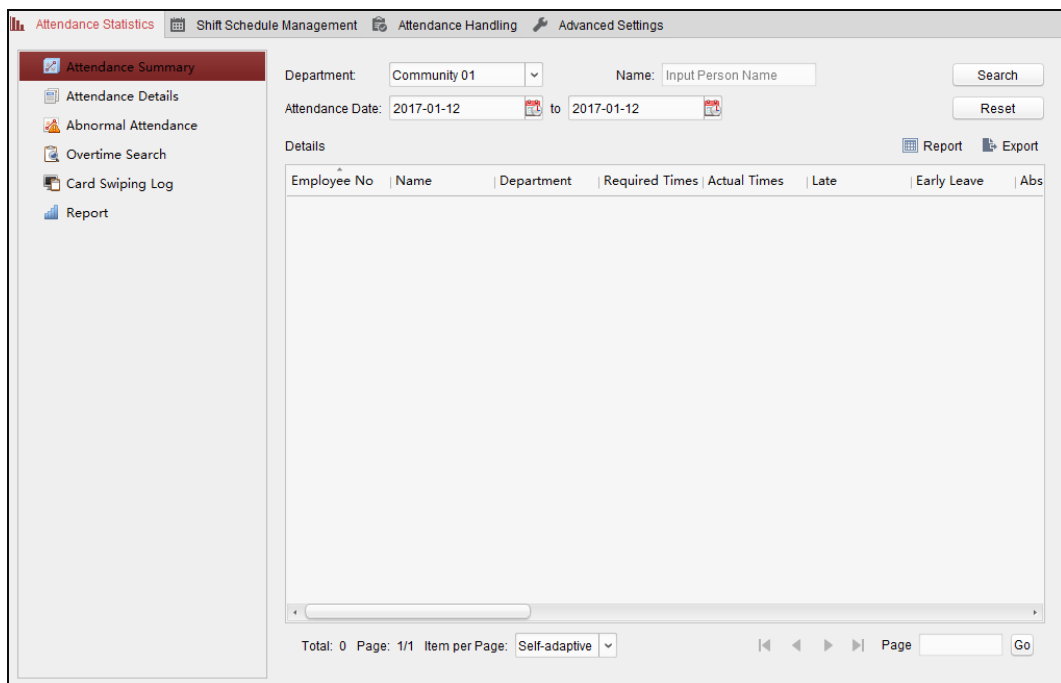 Attendance Statistics Shift Schedule Management Attendance Handling Advanced Settings
Attendance Summary
Attendance Details
Abnormal Attendance
Overtime Search
Card Swiping Log
Report
Department: Community 01 Name: Input Person Name Search
Attendance Date: 2017-01-12 to 2017-01-12 Reset
Details Report Export
Employee No Name Department Required Times Actual Times Late Early Leave Abs
Total: 0 Page: 1/1 Item per Page: Self-adaptive Page Go